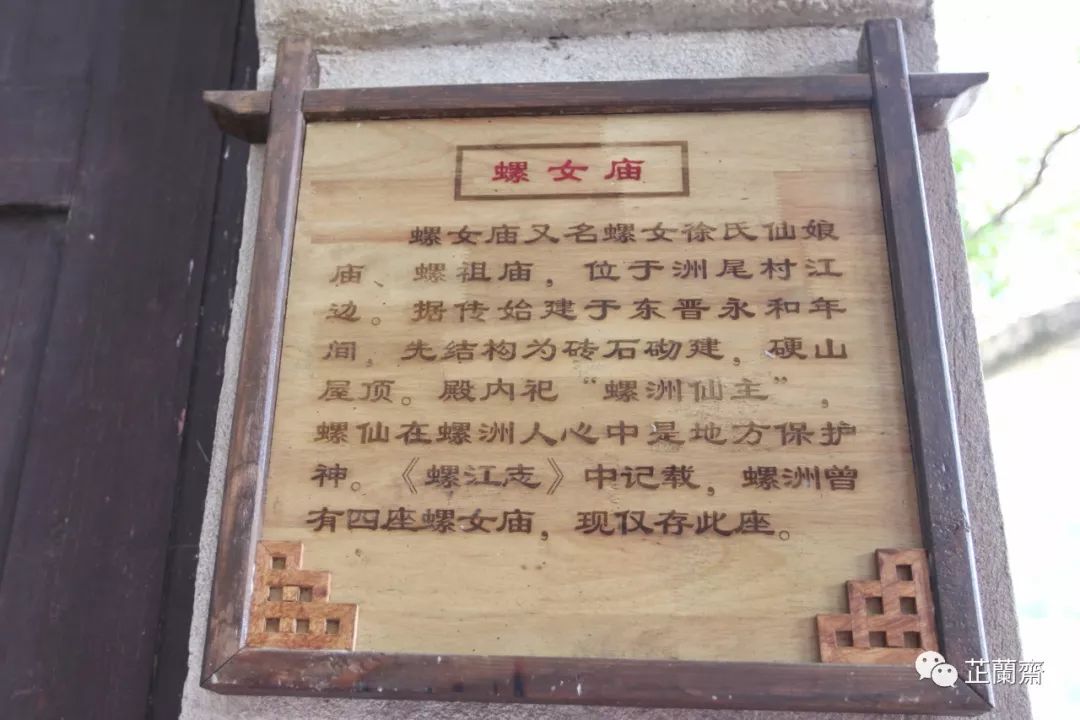 螺女庙
螺女庙又名螺女徐氏仙娘
庙、螺祖庙，位于洲尾村江
边。据传始建于东晋永和年
间，先结构为砖石砌建，硬山
屋顶。殿内祀“螺洲仙主”，
螺仙在螺洲人心中是地方保护
神。《螺江志》中记载，螺洲曾
有四座螺女庙，现仅存此座。
芷蘭齋